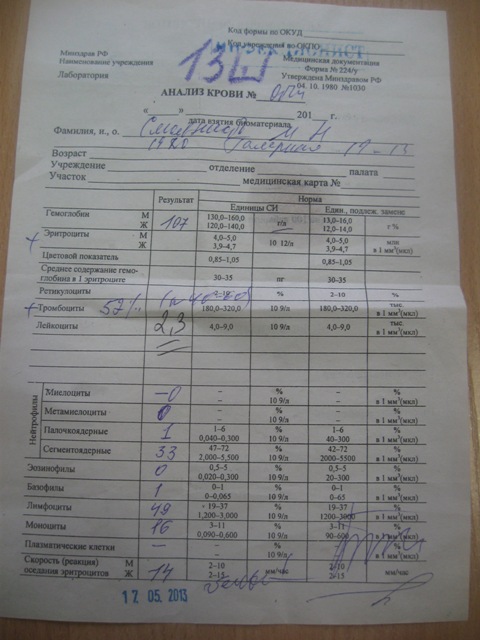 Код формы по ОКУД
Код учреждения по ОКПО
Минздрав РФ
Медицинская документация
Наименование учреждения
Форма № 224/у
Утверждена Минздравом РФ
Лаборатория
04. 10. 1980 №1030
АНАЛИЗ КРОВИ №
« » 201 г.
дата взятия биоматериала
Фамилия, и., о.
Возраст
Учреждение отделение палата
Участок медицинская карта №
Результат Норма
Единицы СИ Един., подлеж. замене
Гемоглобин М 107 130,0–160,0 г/л 13,0–16,0 г %
Ж 120,0–140,0 12,0–14,0
+ Эритроциты М 4,0–5,0 10 12/л 4,0–5,0 млн
Ж 3,9–4,7 3,9–4,7 в 1 мм³(мкл)
Цветовой показатель 0,85–1,05 0,85–1,05
Среднее содержание гемо-
глобина в 1 эритроците 30–35 пг 30–35
Ретикулоциты % 2–10 %
+ Тромбоциты 52%. 180,0–320,0 10 9/л 180,0–320,0 тыс.
в 1 мм³(мкл)
Лейкоциты 2,3 4,0–9,0 10 9/л 4,0–9,0 тыс.
в 1 мм³(мкл)
Нейтрофилы
Миелоциты – 0 – % – %
– 10 9/л – в 1 мм³(мкл)
Метамиелоциты 0 – % – %
– 10 9/л – в 1 мм³(мкл)
Палочкоядерные 1 1–6 % 1–6 %
0,040–0,300 10 9/л 40–300 в 1 мм³(мкл)
Сегментоядерные 33 47–72 % 42–72 %
2,000–5,500 10 9/л 2000–5500 в 1 мм³(мкл)
Эозинофилы 0 0,5–5 % 0,5–5 %
0,020–0,300 10 9/л 20–300 в 1 мм³(мкл)
Базофилы 1 0–1 % 0–1 %
0–0,065 10 9/л 0–65 в 1 мм³(мкл)
Лимфоциты 49 19–37 % 19–37 %
1,200–3,000 10 9/л 1200–3000 в 1 мм³(мкл)
Моноциты 16 3–11 % 3–11 %
0,090–0,600 10 9/л 90–600 в 1 мм³(мкл)
Плазматические клетки – – % – %
– 10 9/л – в 1 мм³(мкл)
Скорость (реакция) М 14 2–10 мм/час 2–10 мм/час
оседания эритроцитов Ж 2–15 2–15
17 05. 2013